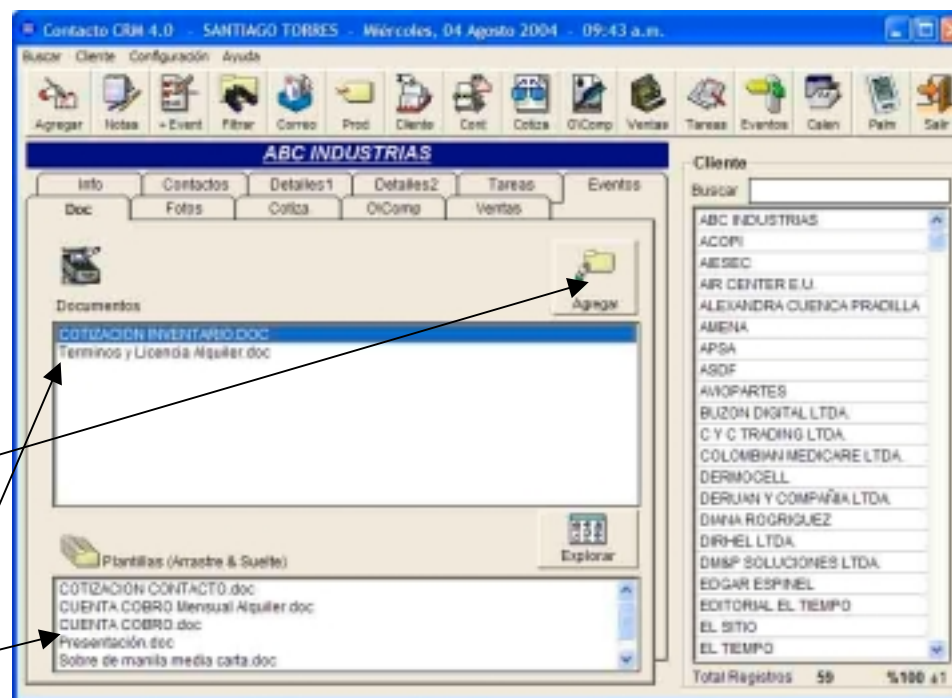 Contacto CRM 4.0 - SANTIAGO TORRES - Miércoles, 04 Agosto 2004 - 09:43 a.m.
Buscar Cliente Configuración Ayuda
Agregar Notas +Event Filtrar Correo Prod Cliente Cont Cotiza O\Comp Ventas Tareas Eventos Calen Palm Salir
ABC INDUSTRIAS
Info Contactos Detalles1 Detalles2 Tareas Eventos
Doc Fotos Cotiza O\Comp Ventas
Documentos
Agregar
COTIZACION INVENTARIO.DOC
Terminos y Licencia Alquiler.doc
Plantillas (Arrastre & Suelte)
Explorar
COTIZACION CONTACTO.doc
CUENTA COBRO Mensual Alquiler.doc
CUENTA COBRO.doc
Presentación.doc
Sobre de manila media carta.doc
Cliente
Buscar
ABC INDUSTRIAS
ACOPI
AIESEC
AIR CENTER E.U.
ALEXANDRA CUENCA PRADILLA
AMENA
APSA
ASDF
AVIOPARTES
BUZON DIGITAL LTDA.
C Y C TRADING LTDA.
COLOMBIAN MEDICARE LTDA.
DERMOCELL
DERUAN Y COMPAÑIA LTDA.
DIANA ROGRIGUEZ
DIRHEL LTDA.
DM&P SOLUCIONES LTDA.
EDGAR ESPINEL
EDITORIAL EL TIEMPO
EL SITIO
EL TIEMPO
Total Registros 59 %100